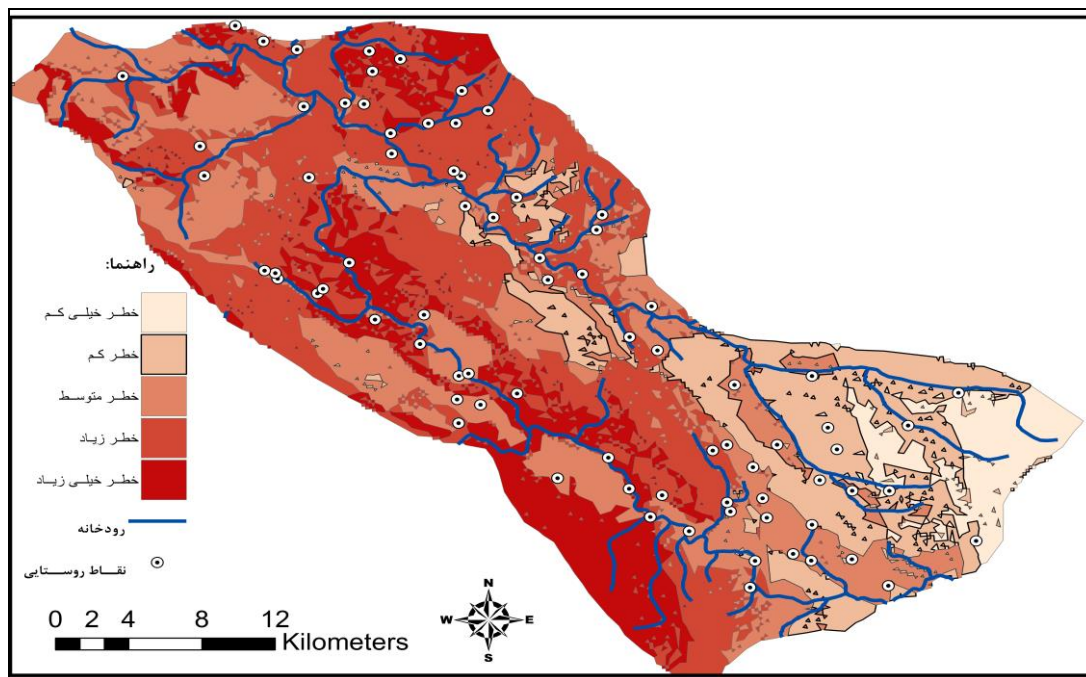 راهنما:
خطر خیلی کم
خطر کم
خطر متوسط
خطر زیاد
خطر خیلی زیاد
رودخانه
نقاط روستایی
0 2 4 8 12
Kilometers
N
W E
S